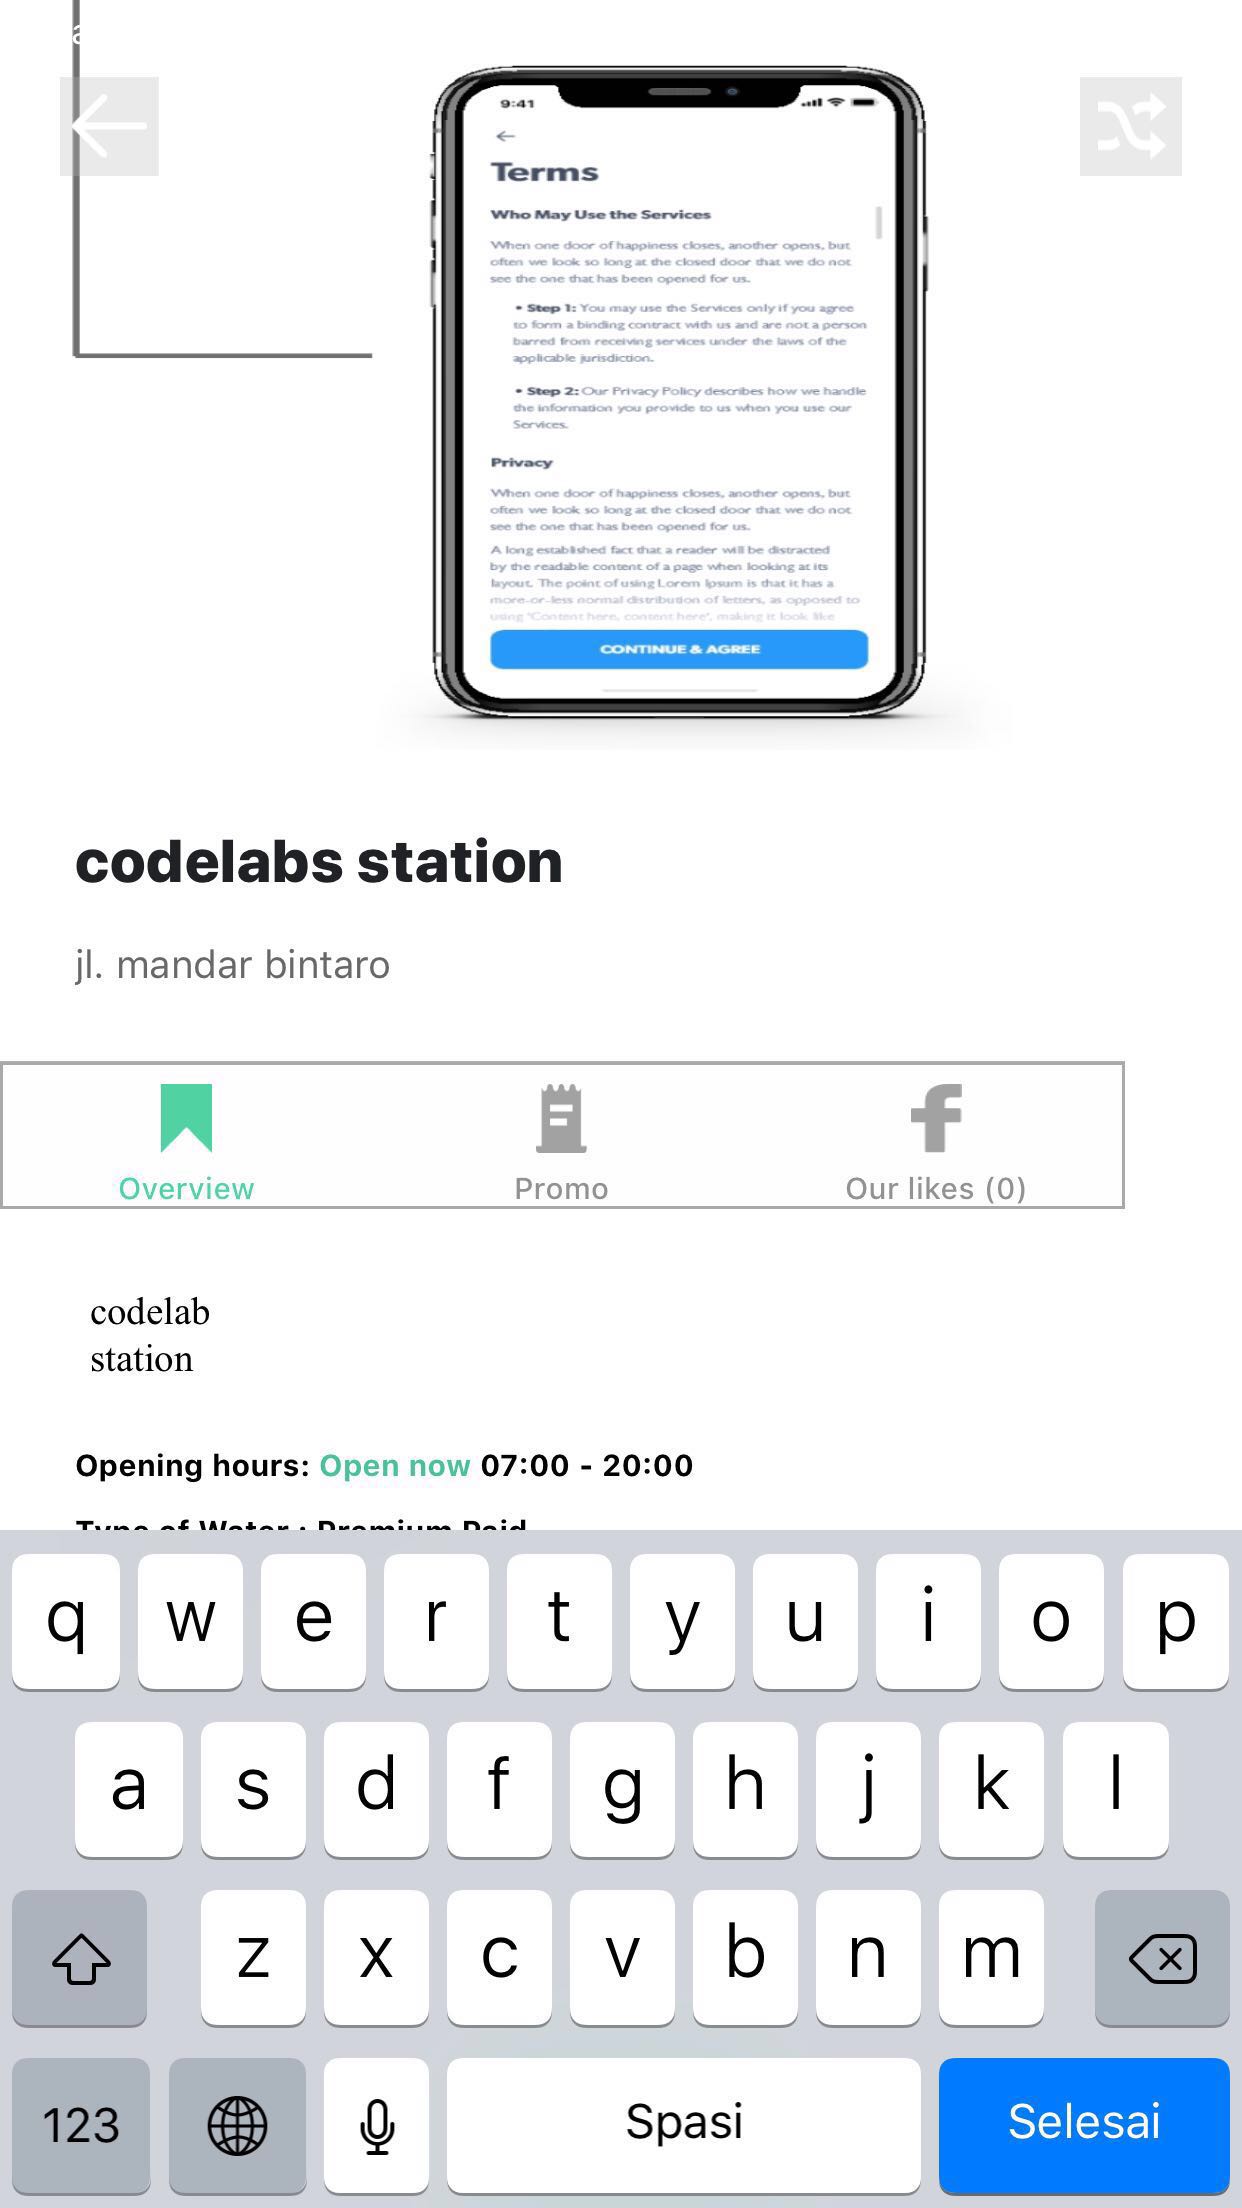 9:41
Terms
Who May Use the Services
When one door of happiness closes, another opens, but
often we look so long at the closed door that we do not
see the one that has been opened for us.
• Step 1: You may use the Services only if you agree
to form a binding contract with us and are not a person
barred from receiving services under the laws of the
applicable jurisdiction.
• Step 2: Our Privacy Policy describes how we handle
the information you provide to us when you use our
Services.
Privacy
When one door of happiness closes, another opens, but
often we look so long at the closed door that we do not
see the one that has been opened for us.
A long established fact that a reader will be distracted
by the readable content of a page when looking at its
layout. The point of using Lorem Ipsum is that it has a
more-or-less normal distribution of letters, as opposed to
using 'Content here, content here', making it look like
CONTINUE & AGREE
codelabs station
jl. mandar bintaro
Overview Promo Our likes (0)
codelab
station
Opening hours: Open now 07:00 - 20:00
Type of Water : Premium Paid
q w e r t y u i o p
a s d f g h j k l
z x c v b n m
123 Spasi Selesai